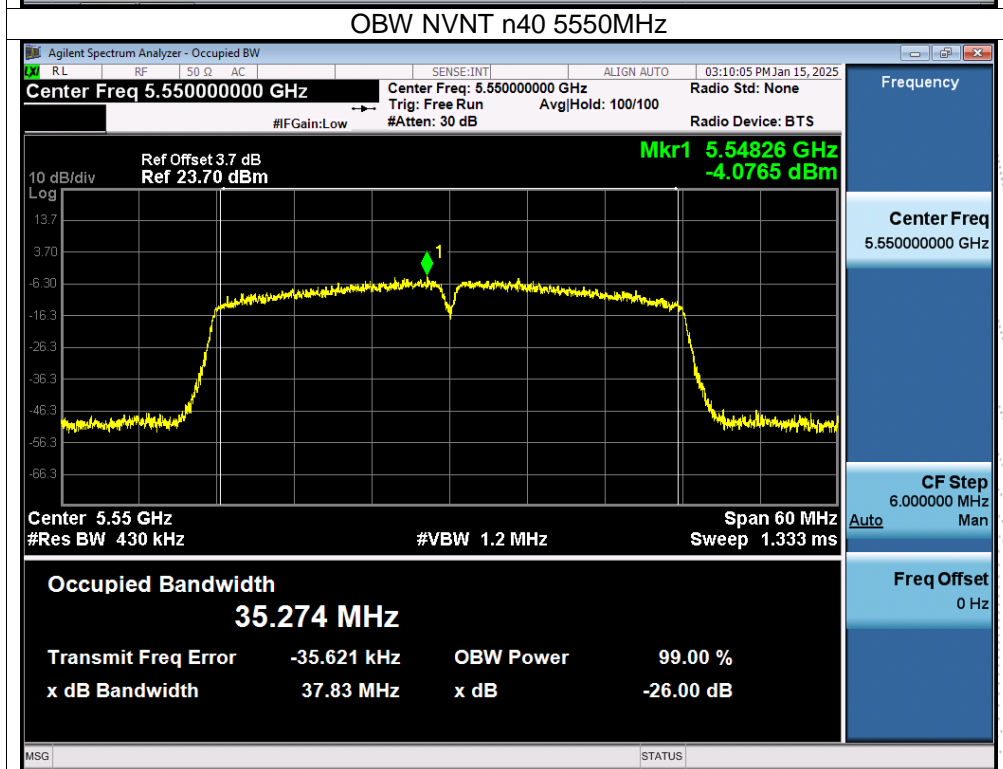 OBW NVNT n40 5550MHz
Agilent Spectrum Analyzer - Occupied BW
LXI RL RF 50 Ω AC SENSE:INT ALIGN AUTO 03:10:05 PM Jan 15, 2025
Center Freq 5.550000000 GHz
Center Freq: 5.550000000 GHz Radio Std: None
Trig: Free Run Avg|Hold: 100/100
#IFGain:Low #Atten: 30 dB Radio Device: BTS
Mkr1 5.54826 GHz
-4.0765 dBm
Ref Offset 3.7 dB
10 dB/div Ref 23.70 dBm
Log
13.7
3.70
1
-6.30
-16.3
-26.3
-36.3
-46.3
-56.3
-66.3
Center 5.55 GHz Span 60 MHz
#Res BW 430 kHz #VBW 1.2 MHz Sweep 1.333 ms
Occupied Bandwidth
35.274 MHz
Transmit Freq Error -35.621 kHz OBW Power 99.00 %
x dB Bandwidth 37.83 MHz x dB -26.00 dB
MSG STATUS
Frequency
Center Freq
5.550000000 GHz
CF Step
6.000000 MHz
Auto Man
Freq Offset
0 Hz